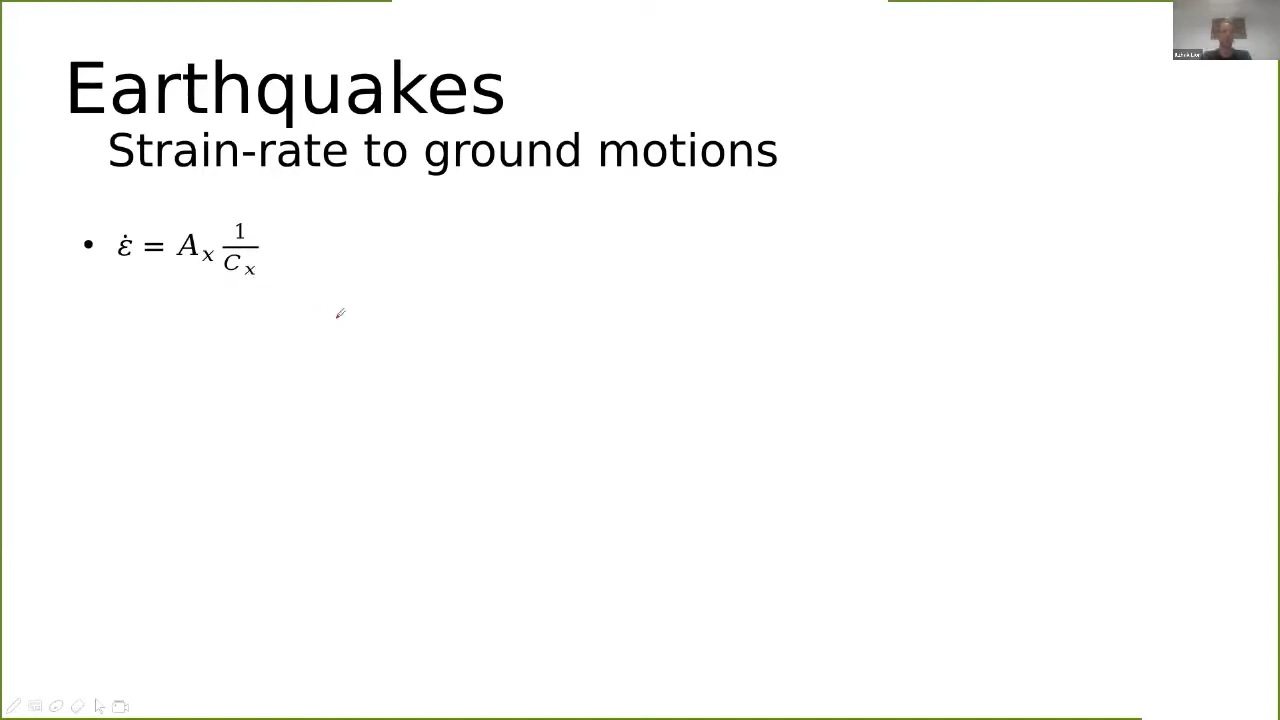 Earthquakes
Strain-rate to ground motions
• ε̇ = Aₓ 1/Cₓ